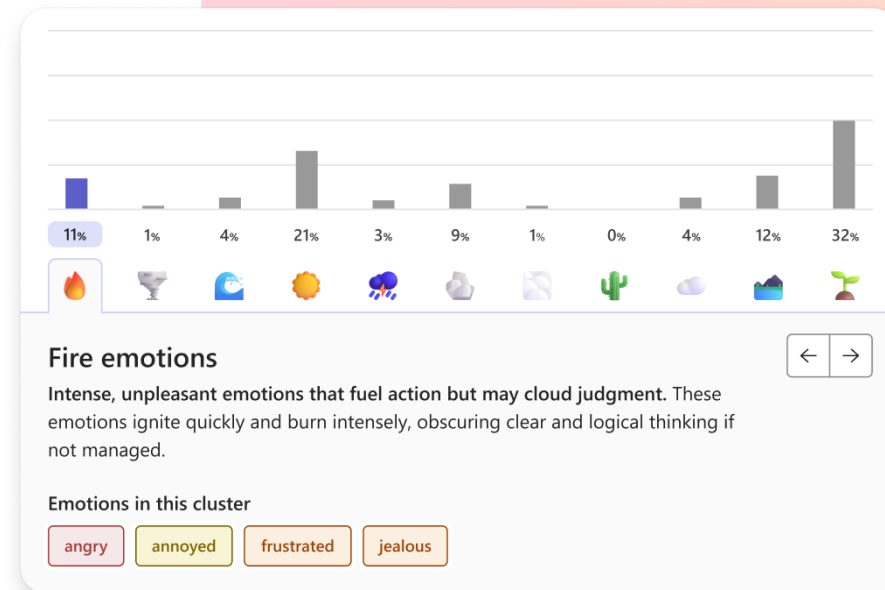 11% 1% 4% 21% 3% 9% 1% 0% 4% 12% 32%
Fire emotions
Intense, unpleasant emotions that fuel action but may cloud judgment. These
emotions ignite quickly and burn intensely, obscuring clear and logical thinking if
not managed.
Emotions in this cluster
angry annoyed frustrated jealous